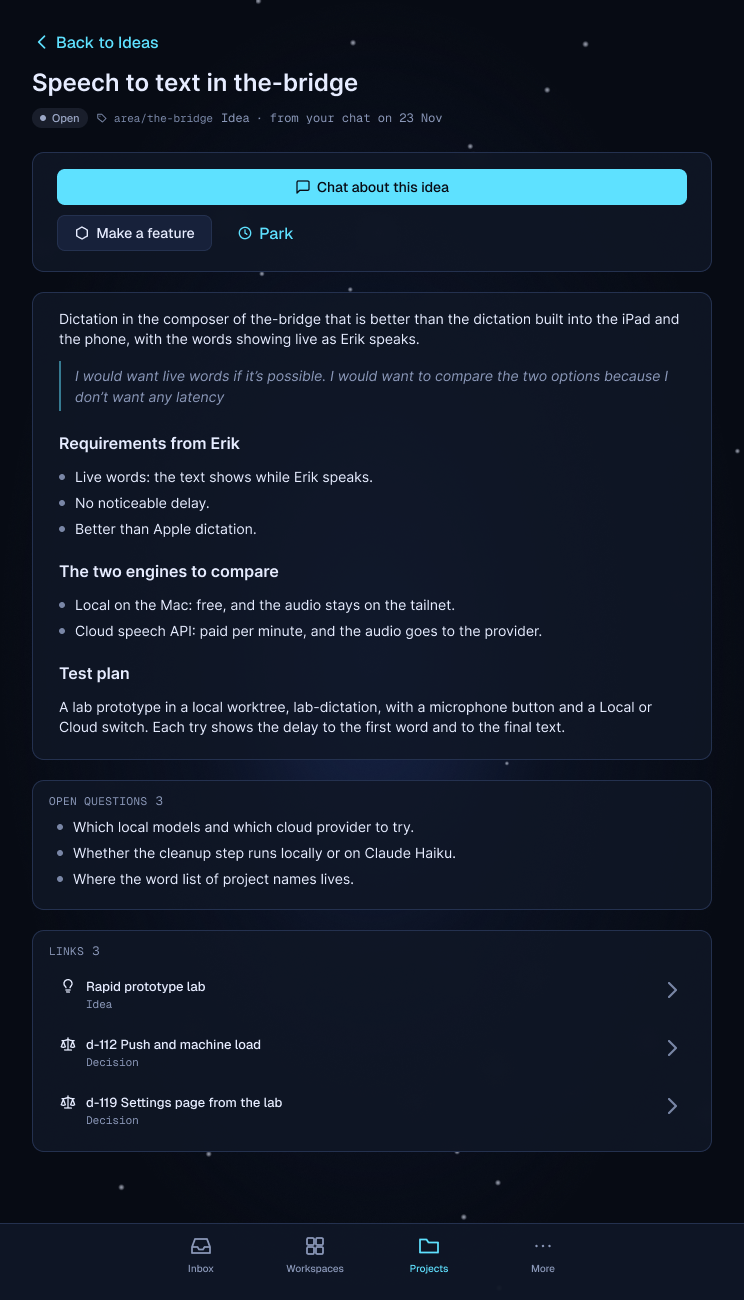 Back to Ideas
Speech to text in the-bridge
Open
area/the-bridge Idea · from your chat on 23 Nov
Chat about this idea
Make a feature
Park
Dictation in the composer of the-bridge that is better than the dictation built into the iPad and
the phone, with the words showing live as Erik speaks.
I would want live words if it’s possible. I would want to compare the two options because I
don’t want any latency
Requirements from Erik
Live words: the text shows while Erik speaks.
No noticeable delay.
Better than Apple dictation.
The two engines to compare
Local on the Mac: free, and the audio stays on the tailnet.
Cloud speech API: paid per minute, and the audio goes to the provider.
Test plan
A lab prototype in a local worktree, lab-dictation, with a microphone button and a Local or
Cloud switch. Each try shows the delay to the first word and to the final text.
OPEN QUESTIONS 3
Which local models and which cloud provider to try.
Whether the cleanup step runs locally or on Claude Haiku.
Where the word list of project names lives.
LINKS 3
Rapid prototype lab
Idea
d-112 Push and machine load
Decision
d-119 Settings page from the lab
Decision
Inbox
Workspaces
Projects
More